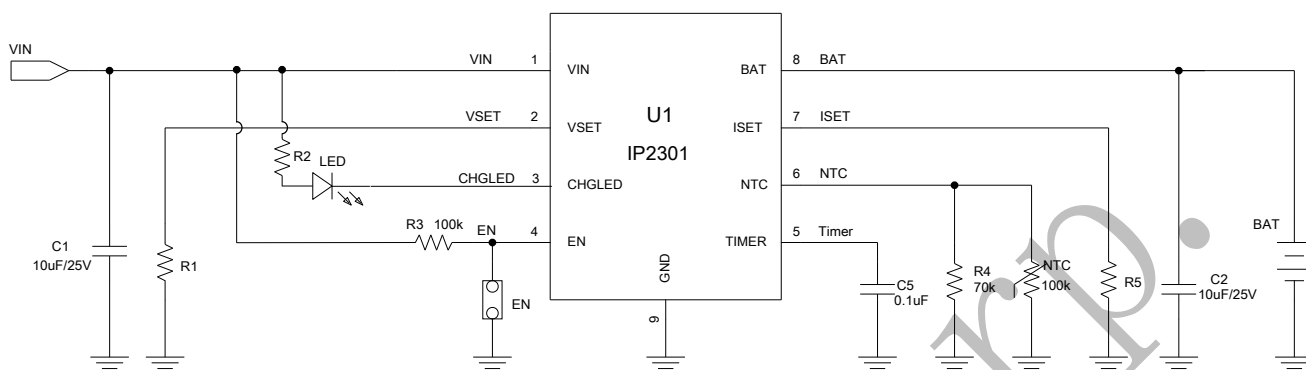 VIN
VIN 1 VIN
VSET 2 VSET
CHGLED 3 CHGLED
EN 4 EN
U1
IP2301
GND
9
BAT 8 BAT
ISET 7 ISET
NTC 6 NTC
TIMER 5 Timer
R2
LED
R3 100k
EN
C1
10uF/25V
R1
C5
0.1uF
R4
70k
NTC
100k
R5
C2
10uF/25V
BAT
rp.